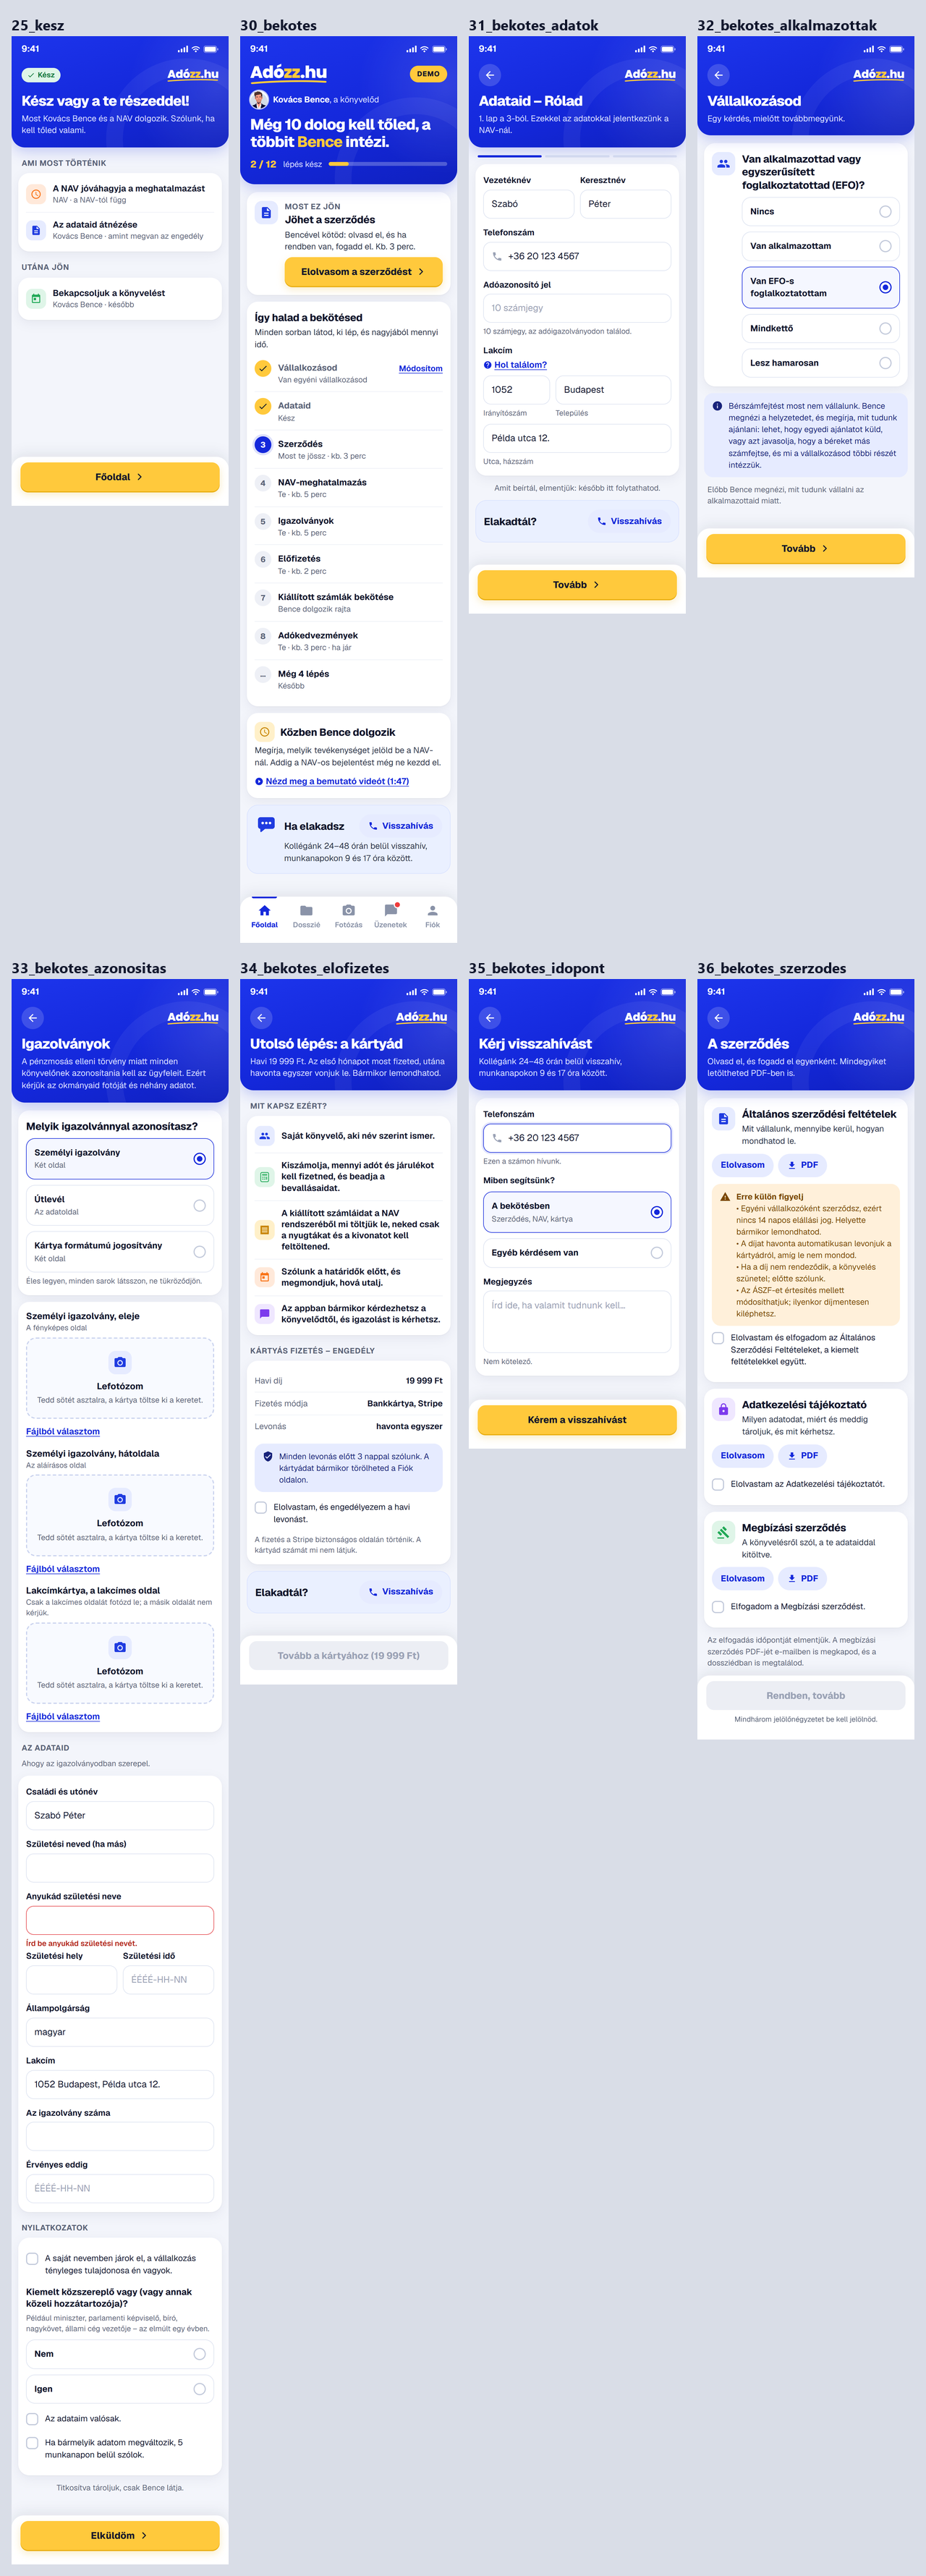 25_kesz
9:41
Kész
Adózz.hu
Kész vagy a te részeddel!
Most Kovács Bence és a NAV dolgozik. Szólunk, ha
kell tőled valami.
AMI MOST TÖRTÉNIK
A NAV jóváhagyja a meghatalmazást
NAV · a NAV-tól függ
Az adataid átnézése
Kovács Bence · amint megvan az engedély
UTÁNA JÖN
Bekapcsoljuk a könyvelést
Kovács Bence · később
Főoldal
30_bekotes
9:41
Adózz.hu
DEMO
Kovács Bence, a könyvelőd
Még 10 dolog kell tőled, a
többit Bence intézi.
2 / 12 lépés kész
MOST EZ JÖN
Jöhet a szerződés
Bencével kötöd: olvasd el, és ha
rendben van, fogadd el. Kb. 3 perc.
Elolvasom a szerződést
Így halad a bekötésed
Minden sorban látod, ki lép, és nagyjából mennyi
idő.
Vállalkozásod
Módosítom
Van egyéni vállalkozásod
Adataid
Kész
3 Szerződés
Most te jössz · kb. 3 perc
4 NAV-meghatalmazás
Te · kb. 5 perc
5 Igazolványok
Te · kb. 5 perc
6 Előfizetés
Te · kb. 2 perc
7 Kiállított számlák bekötése
Bence dolgozik rajta
8 Adókedvezmények
Te · kb. 3 perc · ha jár
... Még 4 lépés
Később
Közben Bence dolgozik
Megírja, melyik tevékenységet jelöld be a NAV-
nál. Addig a NAV-os bejelentést még ne kezdd el.
Nézd meg a bemutató videót (1:47)
Ha elakadsz
Visszahívás
Kollégánk 24–48 órán belül visszahív,
munkanapokon 9 és 17 óra között.
Főoldal
Dosszié
Fotózás
Üzenetek
Fiók
31_bekotes_adatok
9:41
Adózz.hu
Adataid – Rólad
1. lap a 3-ból. Ezekkel az adatokkal jelentkezünk a
NAV-nál.
Vezetéknév
Keresztnév
Szabó
Péter
Telefonszám
+36 20 123 4567
Adóazonosító jel
10 számjegy
10 számjegy, az adóigazolványodon találod.
Lakcím
Hol találom?
1052
Budapest
Irányítószám
Település
Példa utca 12.
Utca, házszám
Amit beírtál, elmentjük: később itt folytathatod.
Elakadtál?
Visszahívás
Tovább
32_bekotes_alkalmazottak
9:41
Adózz.hu
Vállalkozásod
Egy kérdés, mielőtt továbbmegyünk.
Van alkalmazottad vagy
egyszerűsített
foglalkoztatottad (EFO)?
Nincs
Van alkalmazottam
Van EFO-s
foglalkoztatottam
Mindkettő
Lesz hamarosan
Bérszámfejtést most nem vállalunk. Bence
megnézi a helyzetedet, és megírja, mit tudunk
ajánlani: lehet, hogy egyedi ajánlatot küld,
vagy azt javasolja, hogy a béreket más
számfejtse, és mi a vállalkozásod többi részét
intézzük.
Előbb Bence megnézi, mit tudunk vállalni az
alkalmazottaid miatt.
Tovább
33_bekotes_azonositas
9:41
Adózz.hu
Igazolványok
A pénzmosás elleni törvény miatt minden
könyvelőnek azonosítania kell az ügyfeleit. Ezért
kérjük az okmányaid fotóját és néhány adatot.
Melyik igazolvánnyal azonosítasz?
Személyi igazolvány
Két oldal
Útlevél
Az adatoldal
Kártya formátumú jogosítvány
Két oldal
Éles legyen, minden sarok látsszon, ne tükröződjön.
Személyi igazolvány, eleje
A fényképes oldal
Lefotózom
Tedd sötét asztalra, a kártya töltse ki a keretet.
Fájlból választom
Személyi igazolvány, hátoldala
Az aláírásos oldal
Lefotózom
Tedd sötét asztalra, a kártya töltse ki a keretet.
Fájlból választom
Lakcímkártya, a lakcímes oldal
Csak a lakcímes oldalát fotózd le; a másik oldalát nem
kérjük.
Lefotózom
Tedd sötét asztalra, a kártya töltse ki a keretet.
Fájlból választom
AZ ADATAID
Ahogy az igazolványodban szerepel.
Családi és utónév
Szabó Péter
Születési neved (ha más)
Anyukád születési neve
Írd be anyukád születési nevét.
Születési hely
Születési idő
ÉÉÉÉ-HH-NN
Állampolgárság
magyar
Lakcím
1052 Budapest, Példa utca 12.
Az igazolvány száma
Érvényes eddig
ÉÉÉÉ-HH-NN
NYILATKOZATOK
A saját nevemben járok el, a vállalkozás
tényleges tulajdonosa én vagyok.
Kiemelt közszereplő vagy (vagy annak
közeli hozzátartozója)?
Például miniszter, parlamenti képviselő, bíró,
nagykövet, állami cég vezetője – az elmúlt egy évben.
Nem
Igen
Az adataim valósak.
Ha bármelyik adatom megváltozik, 5
munkanapon belül szólok.
Titkosítva tároljuk, csak Bence látja.
Elküldöm
34_bekotes_elofizetes
9:41
Adózz.hu
Utolsó lépés: a kártyád
Havi 19 999 Ft. Az első hónapot most fizeted, utána
havonta egyszer vonjuk le. Bármikor lemondhatod.
MIT KAPSZ EZÉRT?
Saját könyvelő, aki név szerint ismer.
Kiszámolja, mennyi adót és járulékot
kell fizetned, és beadja a
bevallásaidat.
A kiállított számláidat a NAV
rendszeréből mi töltjük le, neked csak
a nyugtákat és a kivonatot kell
feltöltened.
Szólunk a határidők előtt, és
megmondjuk, hová utalj.
Az appban bármikor kérdezhetsz a
könyvelődtől, és igazolást is kérhetsz.
KÁRTYÁS FIZETÉS – ENGEDÉLY
Havi díj
19 999 Ft
Fizetés módja
Bankkártya, Stripe
Levonás
havonta egyszer
Minden levonás előtt 3 nappal szólunk. A
kártyádat bármikor törölheted a Fiók
oldalon.
Elolvastam, és engedélyezem a havi
levonást.
A fizetés a Stripe biztonságos oldalán történik. A
kártyád számát mi nem látjuk.
Elakadtál?
Visszahívás
Tovább a kártyához (19 999 Ft)
35_bekotes_idopont
9:41
Adózz.hu
Kérj visszahívást
Kollégánk 24–48 órán belül visszahív,
munkanapokon 9 és 17 óra között.
Telefonszám
+36 20 123 4567
Ezen a számon hívunk.
Miben segítsünk?
A bekötésben
Szerződés, NAV, kártya
Egyéb kérdésem van
Megjegyzés
Írd ide, ha valamit tudnunk kell...
Nem kötelező.
Kérem a visszahívást
36_bekotes_szerzodes
9:41
Adózz.hu
A szerződés
Olvasd el, és fogadd el egyenként. Mindegyiket
letöltheted PDF-ben is.
Általános szerződési feltételek
Mit vállalunk, mennyibe kerül, hogyan
mondhatod le.
Elolvasom
PDF
Erre külön figyelj
• Egyéni vállalkozóként szerződsz, ezért
nincs 14 napos elállási jog. Helyette
bármikor lemondhatod.
• A díjat havonta automatikusan levonjuk a
kártyádról, amíg le nem mondod.
• Ha a díj nem rendeződik, a könyvelés
szünetel; előtte szólunk.
• Az ÁSZF-et értesítés mellett
módosíthatjuk; ilyenkor díjmentesen
kiléphetsz.
Elolvastam és elfogadom az Általános
Szerződési Feltételeket, a kiemelt
feltételekkel együtt.
Adatkezelési tájékoztató
Milyen adatodat, miért és meddig
tároljuk, és mit kérhetsz.
Elolvasom
PDF
Elolvastam az Adatkezelési tájékoztatót.
Megbízási szerződés
A könyvelésről szól, a te adataiddal
kitöltve.
Elolvasom
PDF
Elfogadom a Megbízási szerződést.
Az elfogadás időpontját elmentjük. A megbízási
szerződés PDF-jét e-mailben is megkapod, és a
dossziédban is megtalálod.
Rendben, tovább
Mindhárom jelölőnégyzetet be kell jelölnöd.